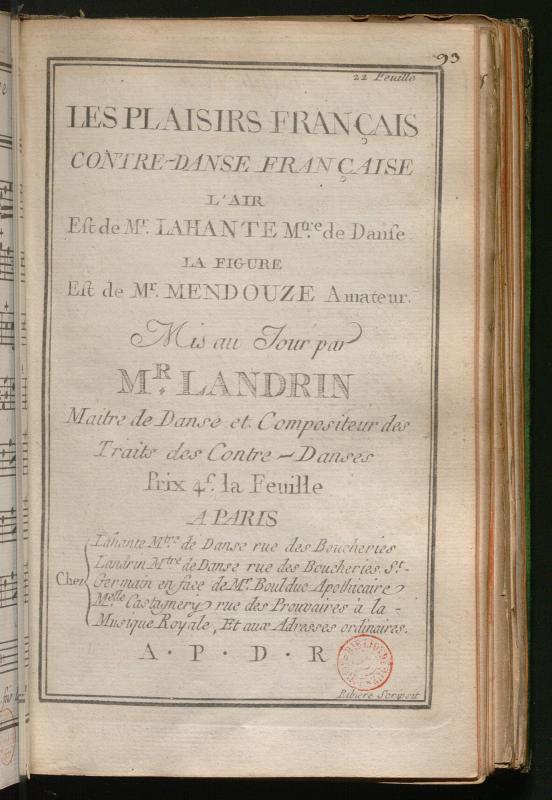 93
22 Feuille
LES PLAISIRS FRANÇAIS
CONTRE-DANSE FRANÇAISE
L'AIR
Est de Mr. LAHANTE Mtre de Danse
LA FIGURE
Est de Mr. MENDOUZE Amateur.
Mis au Jour par
MR. LANDRIN
Maitre de Danse et Compositeur des
Traits des Contre-Danses
Prix 4s. la Feuille
A PARIS
Chez
Lahante Mtre. de Danse rue des Boucheries
Landrin Mtre de Danse rue des Boucheries St.-
Germain en face de Mr. Boulduc Apothicaire
Melle Castagnery rue des Prouvaires à la -
Musique Royale, Et aux Adresses ordinaires.
A . P . D . R
Ribiere Scripsit